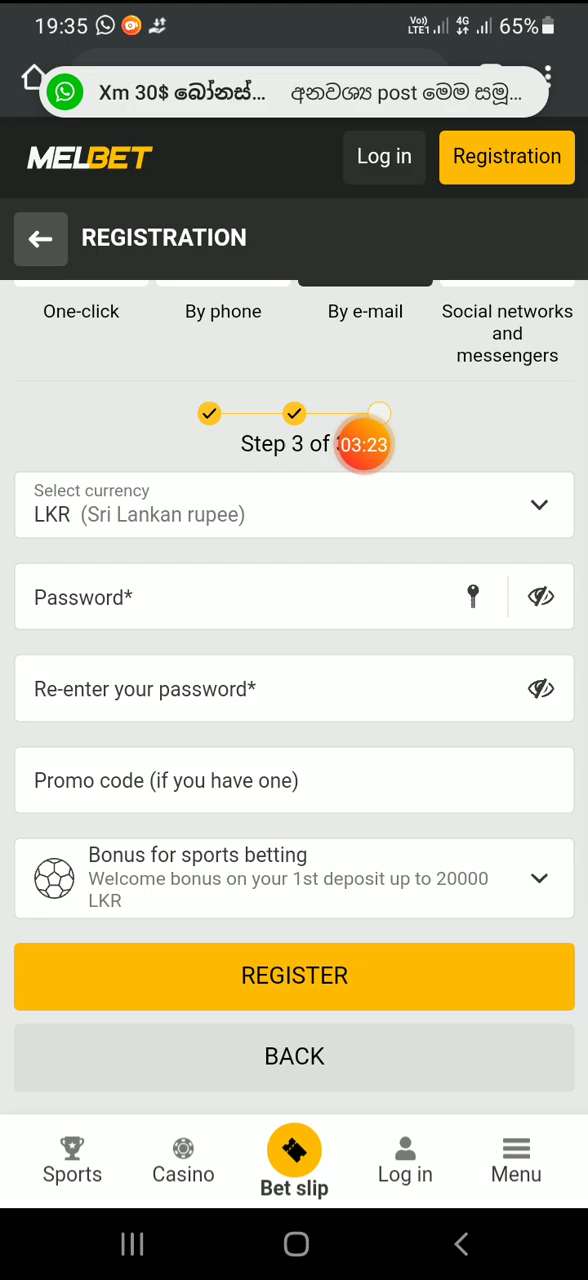 19:35 Vo) LTE1 4G 65%
Xm 30$ බෝනස්... අනවශ්‍ය post මෙම සමූ...
MELBET Log in Registration
REGISTRATION
One-click By phone By e-mail Social networks
and
messengers
Step 3 of
03:23
Select currency
LKR (Sri Lankan rupee)
Password*
Re-enter your password*
Promo code (if you have one)
Bonus for sports betting
Welcome bonus on your 1st deposit up to 20000
LKR
REGISTER
BACK
Sports Casino Bet slip Log in Menu